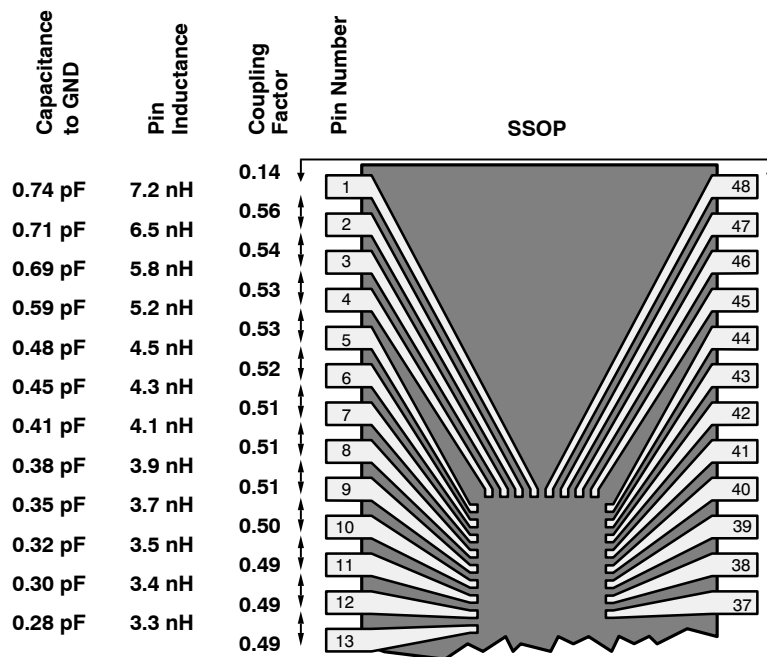 Capacitance
to GND
Pin
Inductance
Coupling
Factor
Pin Number
SSOP
0.14
0.74 pF 7.2 nH 1 48
0.56
0.71 pF 6.5 nH 2 47
0.54
0.69 pF 5.8 nH 3 46
0.53
0.59 pF 5.2 nH 4 45
0.53
0.48 pF 4.5 nH 5 44
0.52
0.45 pF 4.3 nH 6 43
0.51
0.41 pF 4.1 nH 7 42
0.51
0.38 pF 3.9 nH 8 41
0.51
0.35 pF 3.7 nH 9 40
0.50
0.32 pF 3.5 nH 10 39
0.49
0.30 pF 3.4 nH 11 38
0.49
0.28 pF 3.3 nH 12 37
0.49
13